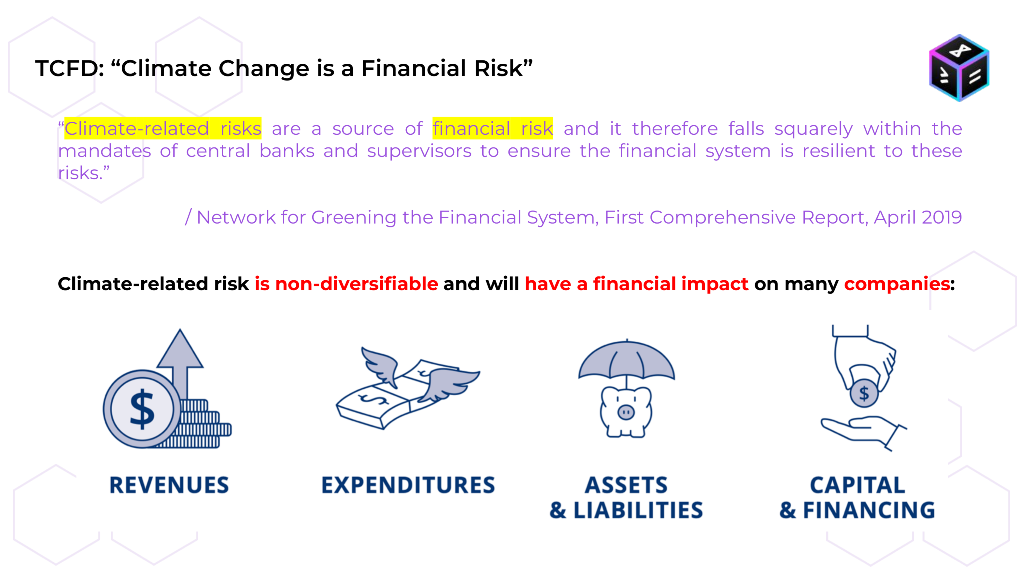 TCFD: “Climate Change is a Financial Risk”
“Climate-related risks are a source of financial risk and it therefore falls squarely within the
mandates of central banks and supervisors to ensure the financial system is resilient to these
risks.”
/ Network for Greening the Financial System, First Comprehensive Report, April 2019
Climate-related risk is non-diversifiable and will have a financial impact on many companies:
$
$
$
REVENUES
EXPENDITURES
ASSETS
& LIABILITIES
CAPITAL
& FINANCING